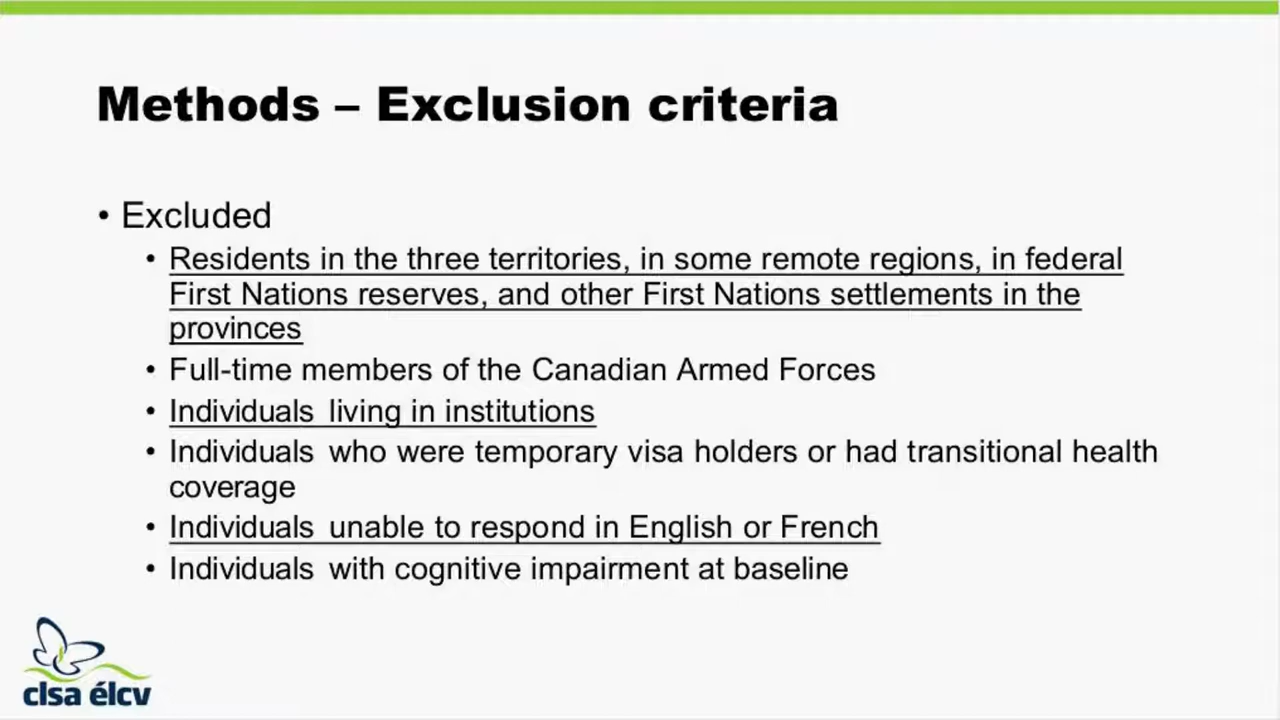 Methods – Exclusion criteria
• Excluded
• Residents in the three territories, in some remote regions, in federal
First Nations reserves, and other First Nations settlements in the
provinces
• Full-time members of the Canadian Armed Forces
• Individuals living in institutions
• Individuals who were temporary visa holders or had transitional health
coverage
• Individuals unable to respond in English or French
• Individuals with cognitive impairment at baseline
clsa élcv